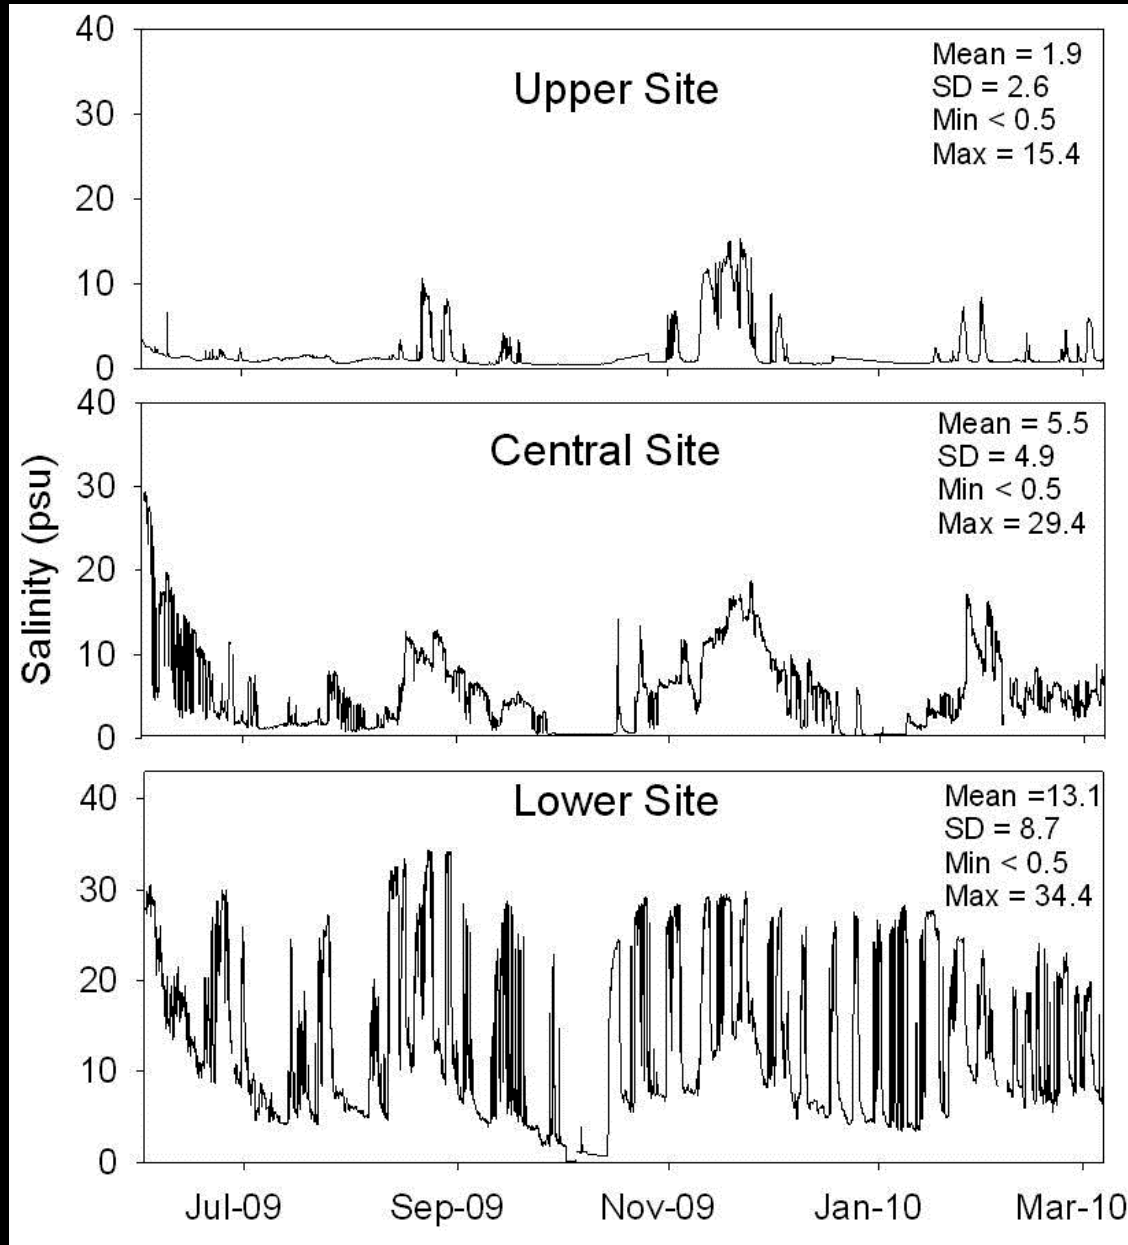 40
30
20
10
0
Upper Site
Mean = 1.9
SD = 2.6
Min < 0.5
Max = 15.4
Salinity (psu)
40
30
20
10
0
Central Site
Mean = 5.5
SD = 4.9
Min < 0.5
Max = 29.4
40
30
20
10
0
Lower Site
Mean =13.1
SD = 8.7
Min < 0.5
Max = 34.4
Jul-09 Sep-09 Nov-09 Jan-10 Mar-10